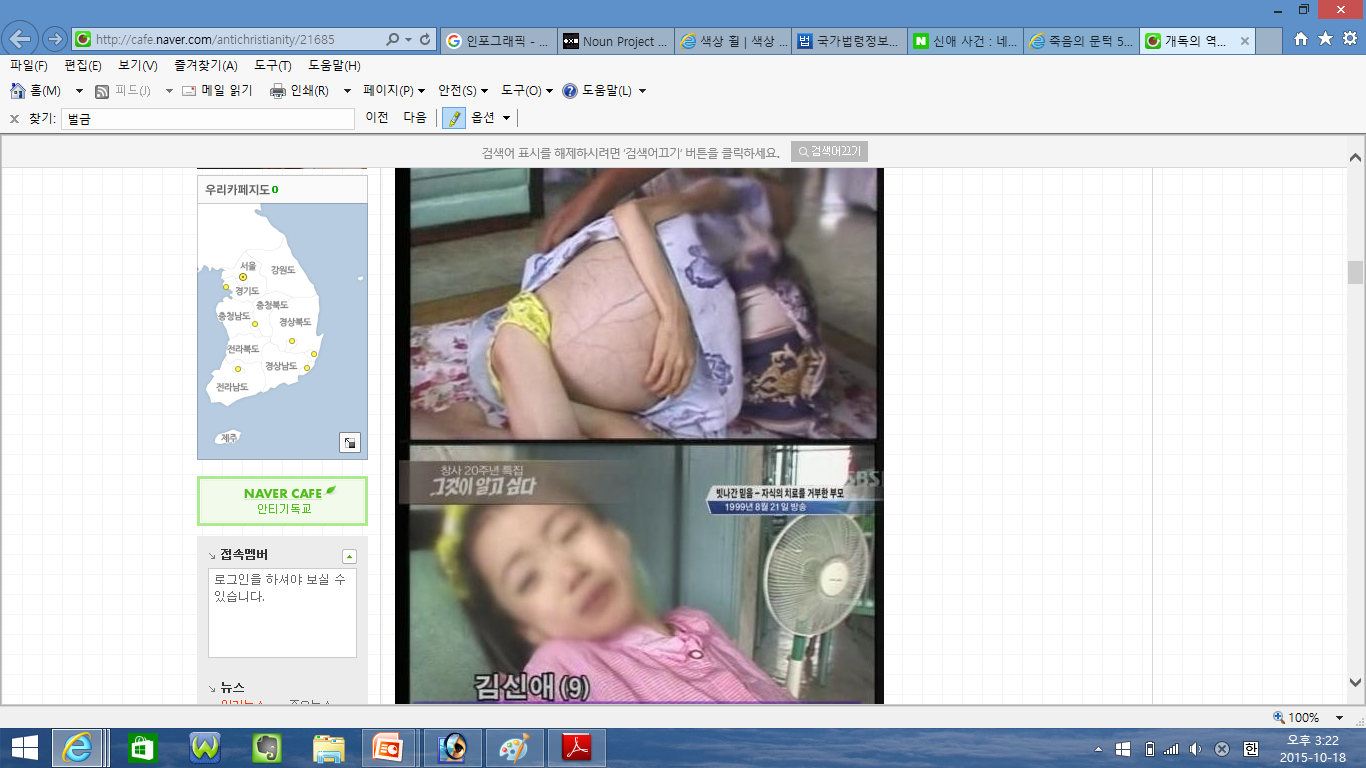 http://cafe.naver.com/antichristianity/21685
인포그래픽 - ...
Noun Project ...
색상 휠 | 색상 ...
법
국가법령정보...
N
신애 사건 : 네...
죽음의 문턱 5...
개독의 역...
파일(F)
편집(E)
보기(V)
즐겨찾기(A)
도구(T)
도움말(H)
홈(M)
피드(J)
메일 읽기
인쇄(R)
페이지(P)
안전(S)
도구(O)
도움말(L)
x 찾기: 벌금
이전
다음
옵션
검색어 표시를 해제하시려면 '검색어끄기' 버튼을 클릭하세요.
검색어끄기
우리카페지도 0
서울
강원도
경기도
충청북도
충청남도
경상북도
전라북도
경상남도
전라남도
제주
NAVER CAFE
안티기독교
접속멤버
로그인을 하셔야 보실 수
있습니다.
뉴스
창사 20주년 특집
그것이 알고 싶다
SBS
빗나간 믿음 - 자식의 치료를 거부한 부모
1999년 8월 21일 방송
김신애 (9)
100%
한
오후 3:22
2015-10-18